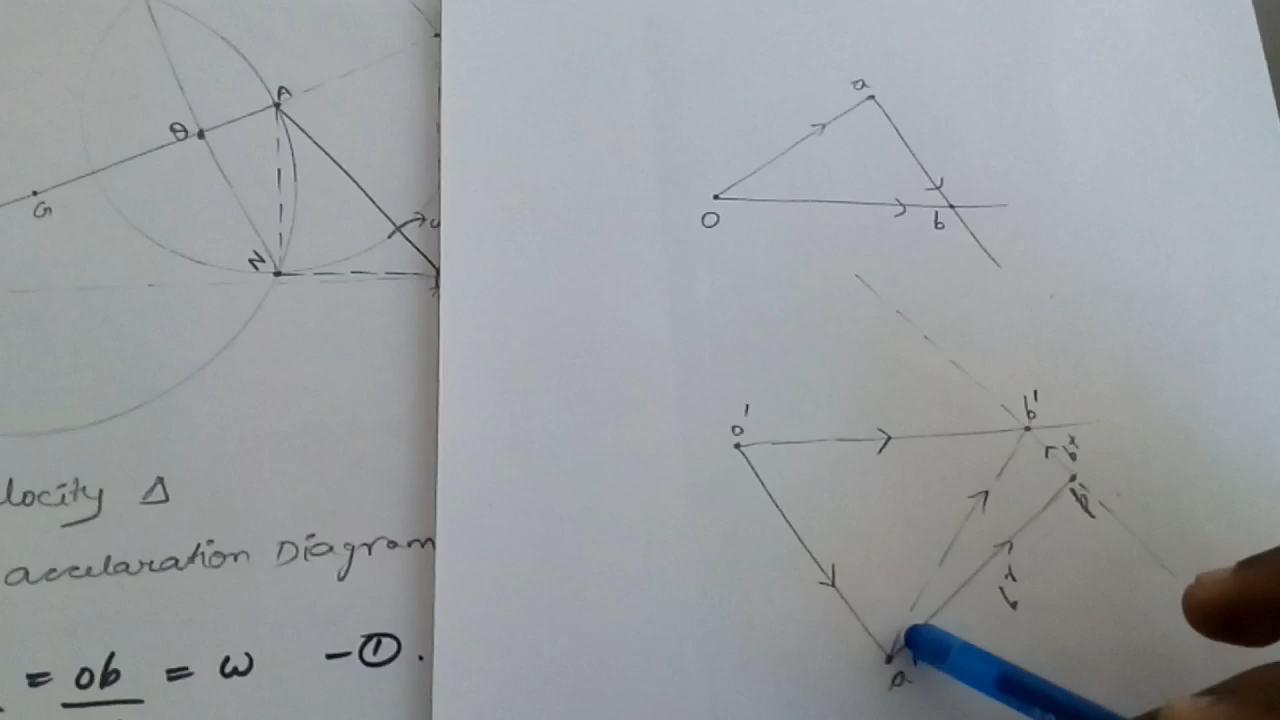 A
θ
G
N
locity Δ
accelaration Diagram
= ob = ω -①.
a
O
b
o'
b'
r
a